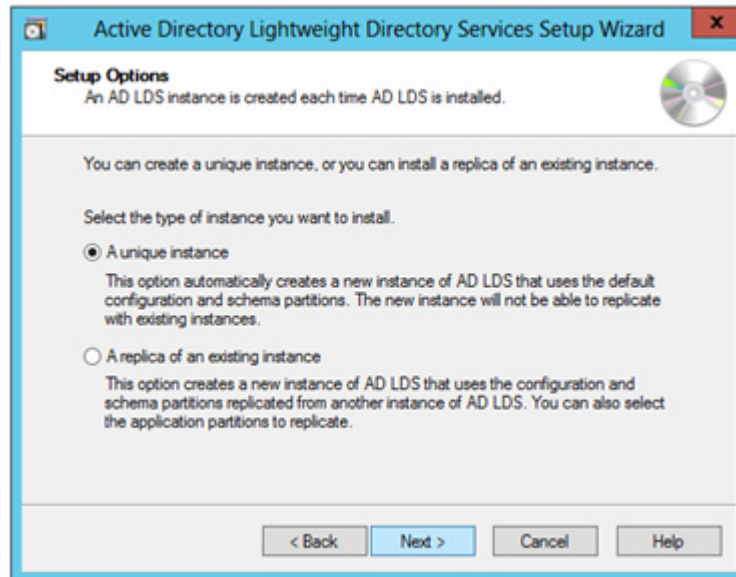 Active Directory Lightweight Directory Services Setup Wizard
Setup Options
An AD LDS instance is created each time AD LDS is installed.
You can create a unique instance, or you can install a replica of an existing instance.
Select the type of instance you want to install.
A unique instance
This option automatically creates a new instance of AD LDS that uses the default
configuration and schema partitions. The new instance will not be able to replicate
with existing instances.
A replica of an existing instance
This option creates a new instance of AD LDS that uses the configuration and
schema partitions replicated from another instance of AD LDS. You can also select
the application partitions to replicate.
< Back Next > Cancel Help